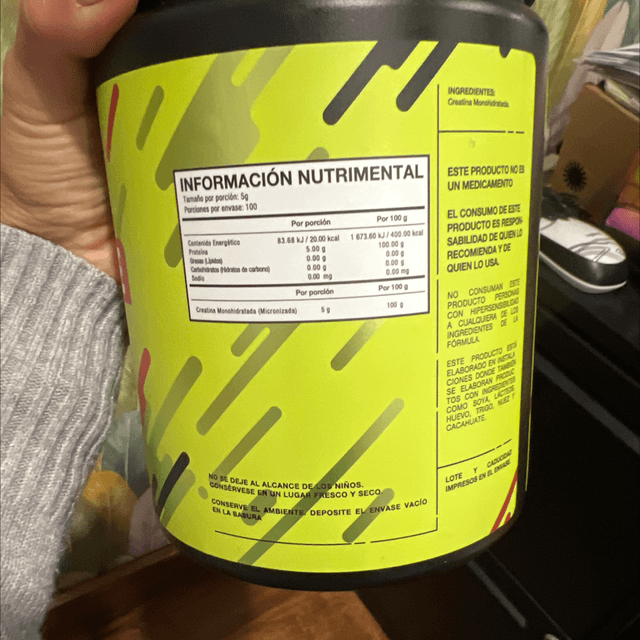 INFORMACIÓN NUTRIMENTAL
Tamaño por porción: 5g
Porciones por envase: 100
Por porción Por 100 g
Contenido Energético 83.68 kJ / 20.00 kcal 1 673.60 kJ / 400.00 kcal
Proteína 5.00 g 100.00 g
Grasas (Lípidos) 0.00 g 0.00 g
Carbohidratos (Hidratos de carbono) 0.00 g 0.00 g
Sodio 0.00 mg 0.00 mg
Por porción Por 100 g
Creatina Monohidratada (Micronizada) 5 g 100 g
NO SE DEJE AL ALCANCE DE LOS NIÑOS.
CONSÉRVESE EN UN LUGAR FRESCO Y SECO.
CONSERVE EL AMBIENTE. DEPOSITE EL ENVASE VACÍO
EN LA BASURA
INGREDIENTES:
Creatina Monohidratada.
ESTE PRODUCTO NO ES
UN MEDICAMENTO
EL CONSUMO DE ESTE
PRODUCTO ES RESPON-
SABILIDAD DE QUIEN LO
RECOMIENDA Y DE
QUIEN LO USA.
NO CONSUMAN ESTE
PRODUCTO PERSONAS
CON HIPERSENSIBILIDAD
A CUALQUIERA DE LOS
INGREDIENTES DE LA
FÓRMULA.
ESTE PRODUCTO ESTÁ
ELABORADO EN INSTALA
CIONES DONDE TAMBIÉN
SE ELABORAN PRODUC
TOS CON INGREDIENTES
COMO SOYA, LÁCTEOS,
HUEVO, TRIGO, NUEZ Y
CACAHUATE.
LOTE Y CADUCIDAD
IMPRESOS EN EL ENVASE.